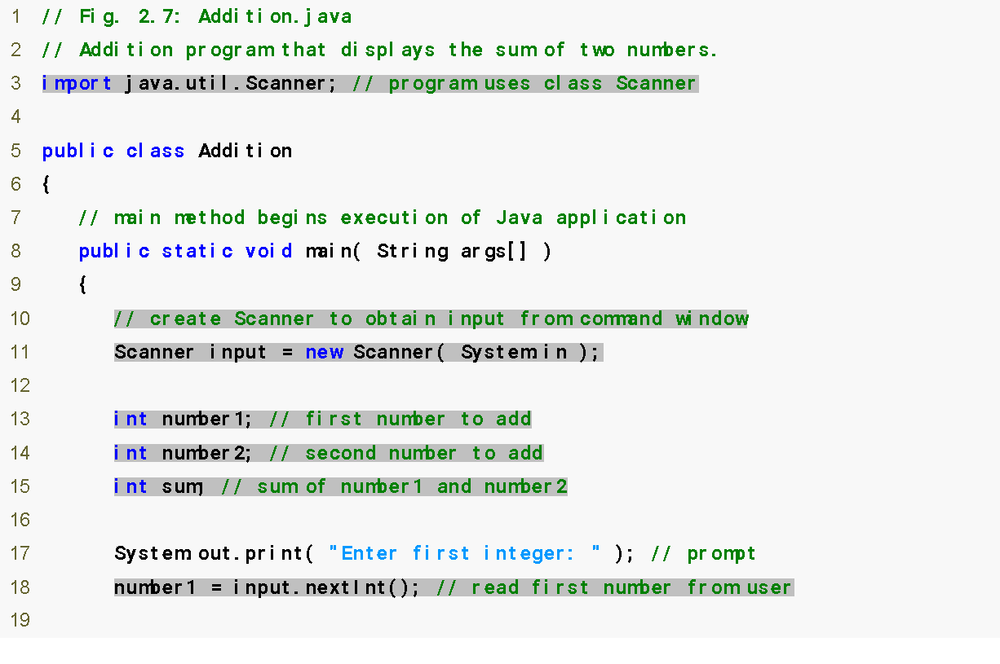 1 // Fig. 2.7: Addition.java
2 // Addition program that displays the sum of two numbers.
3 import java.util.Scanner; // program uses class Scanner
4
5 public class Addition
6 {
7 // main method begins execution of Java application
8 public static void main( String args[] )
9 {
10 // create Scanner to obtain input from command window
11 Scanner input = new Scanner( System.in );
12
13 int number1; // first number to add
14 int number2; // second number to add
15 int sum; // sum of number1 and number2
16
17 System.out.print( "Enter first integer: " ); // prompt
18 number1 = input.nextInt(); // read first number from user
19